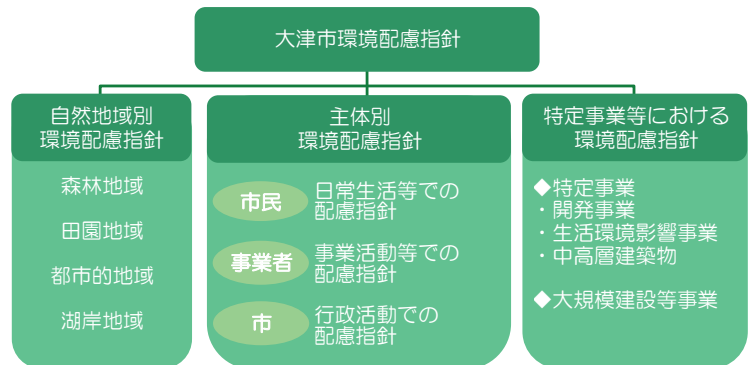 大津市環境配慮指針
自然地域別
環境配慮指針
森林地域
田園地域
都市的地域
湖岸地域
主体別
環境配慮指針
市民
日常生活等での
配慮指針
事業者
事業活動等での
配慮指針
市
行政活動での
配慮指針
特定事業等における
環境配慮指針
◆特定事業
・開発事業
・生活環境影響事業
・中高層建築物
◆大規模建設等事業